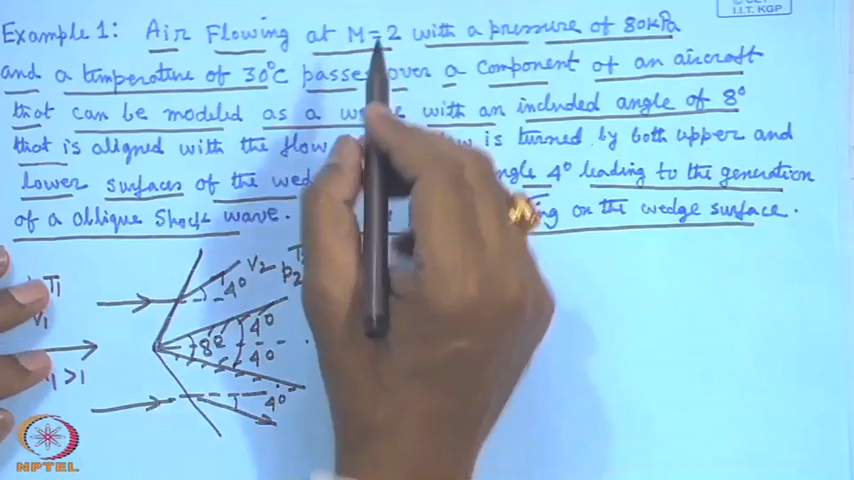 © CET
I.I.T. KGP
Example 1: Air Flowing at M=2 with a pressure of 80kPa
and a temperature of 30°C passes over a component of an aircraft
that can be modeled as a with an included angle of 8°
that is aligned with the flow is turned by both upper and
Lower surfaces of the angle 4° leading to the generation
of a oblique shock wave. on the wedge surface.
T1
V1
>1
V2
P2
4°
8°
4°
4°
4°
NPTEL